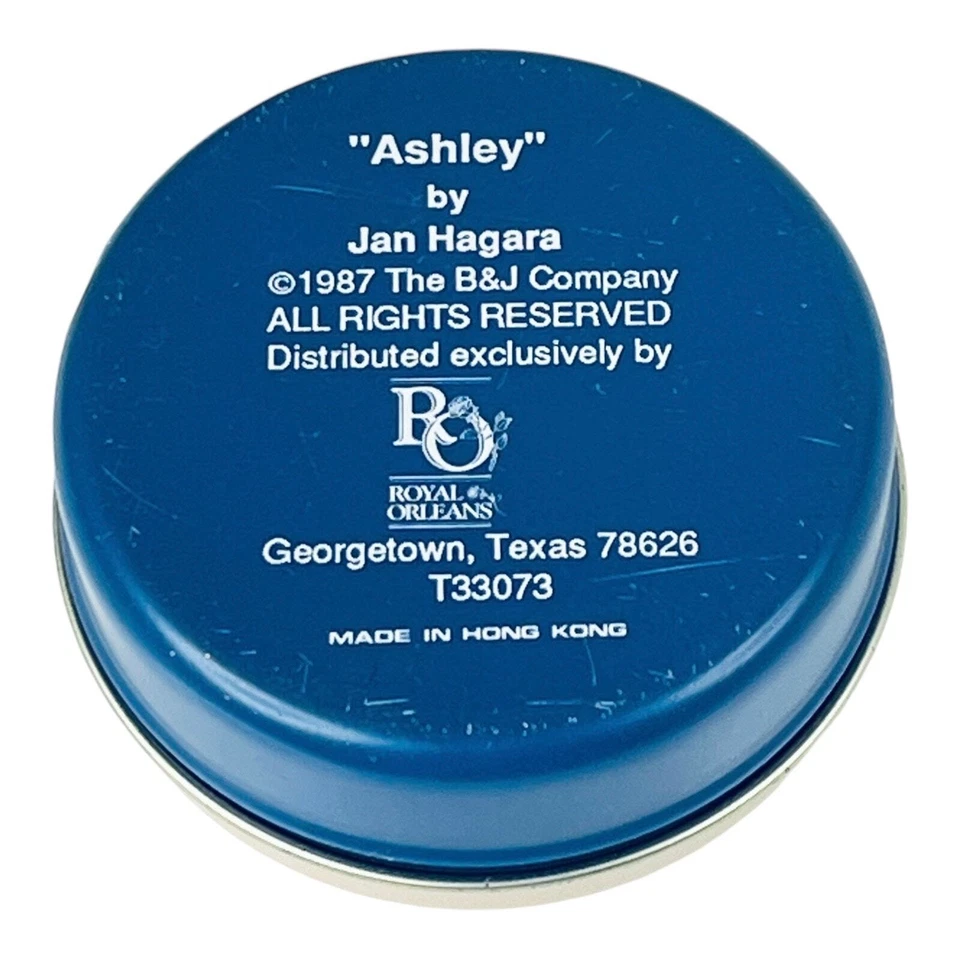 "Ashley"
by
Jan Hagara
©1987 The B&J Company
ALL RIGHTS RESERVED
Distributed exclusively by
RO
ROYAL
ORLEANS
Georgetown, Texas 78626
T33073
MADE IN HONG KONG